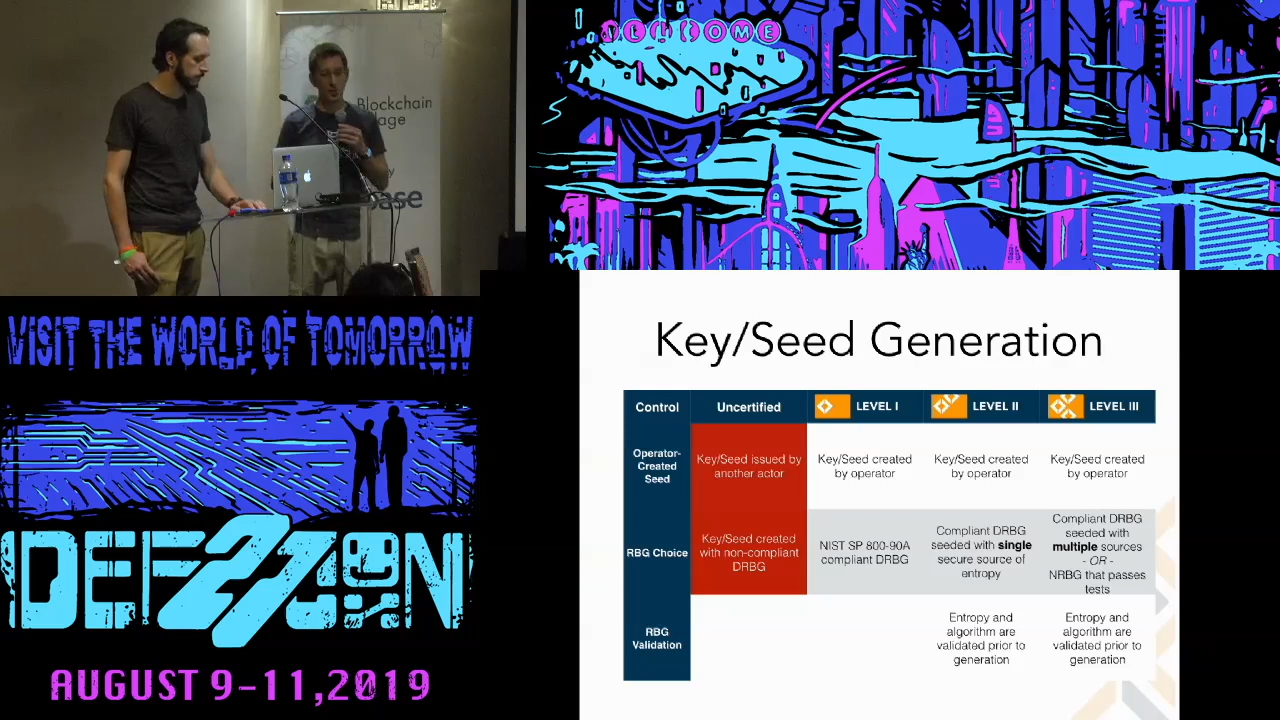 WELCOME
Blockchain
lage
ase
VISIT THE WORLD OF TOMORROW
DEFCON
27
AUGUST 9-11,2019
Key/Seed Generation
Control
Uncertified
LEVEL I
LEVEL II
LEVEL III
Operator-
Created
Seed
Key/Seed issued by
another actor
Key/Seed created
by operator
Key/Seed created
by operator
Key/Seed created
by operator
RBG Choice
Key/Seed created
with non-compliant
DRBG
NIST SP 800-90A
compliant DRBG
Compliant DRBG
seeded with single
secure source of
entropy
Compliant DRBG
seeded with
multiple sources
- OR -
NRBG that passes
tests
RBG
Validation
Entropy and
algorithm are
validated prior to
generation
Entropy and
algorithm are
validated prior to
generation